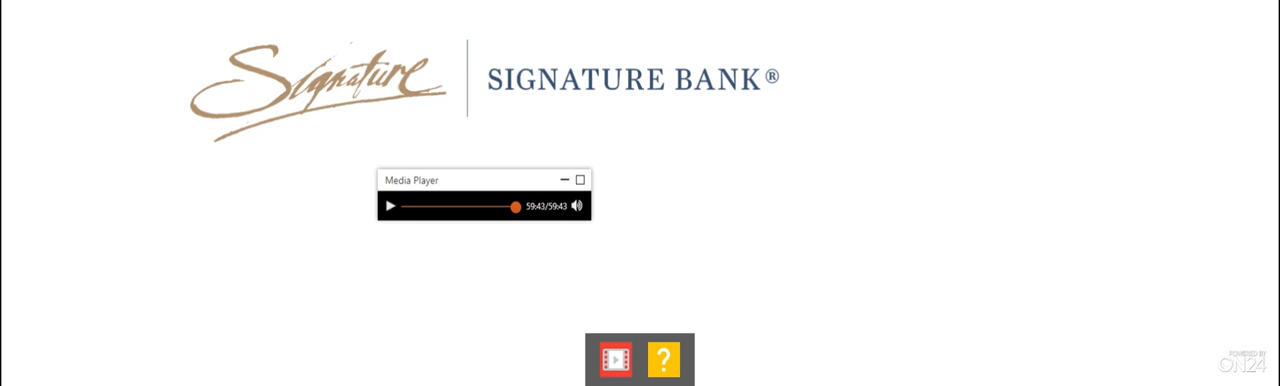 Signature
SIGNATURE BANK®
Media Player
59:43/59:43
?
POWERED BY
ON24